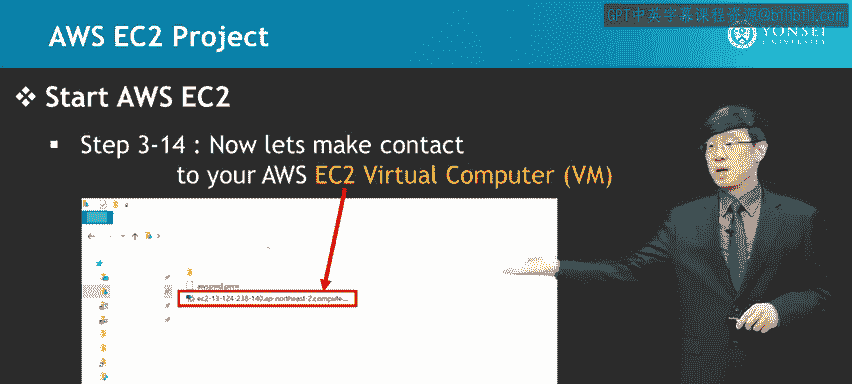 GPT中英字幕课程资源@bilibili.com
AWS EC2 Project
YONSEI
UNIVERSITY
❖ Start AWS EC2
▪ Step 3-14 : Now lets make contact
to your AWS EC2 Virtual Computer (VM)
ec2-13-124-238-140.ap-northeast-2.compute...